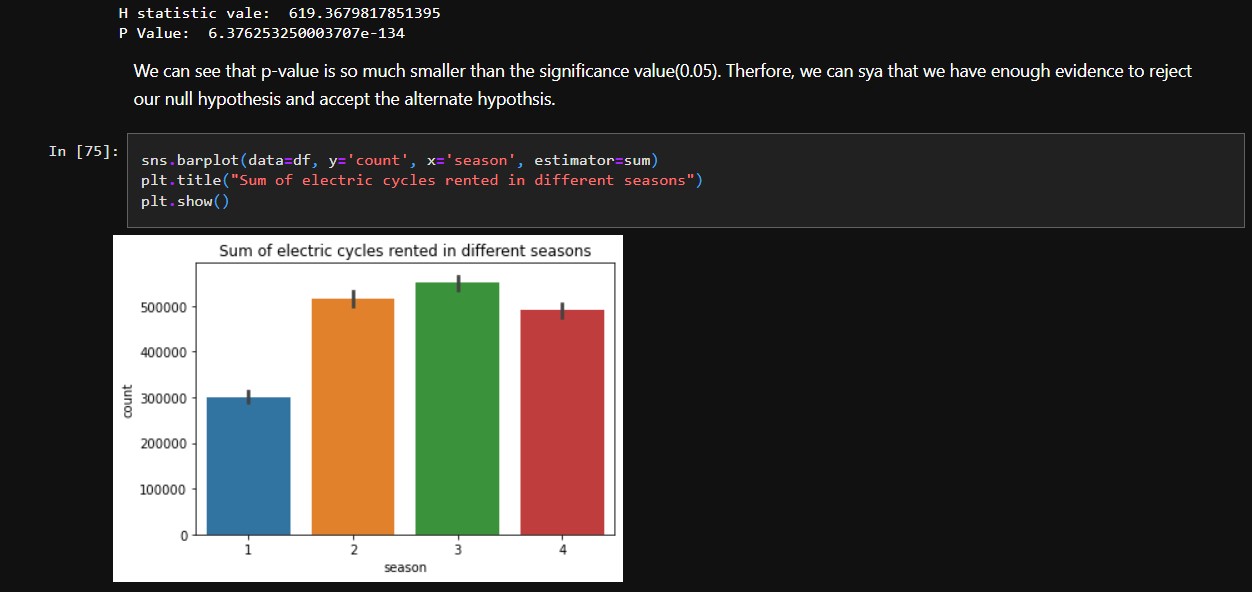 H statistic vale:  619.3679817851395
P Value:  6.376253250003707e-134
We can see that p-value is so much smaller than the significance value(0.05). Therfore, we can sya that we have enough evidence to reject
our null hypothesis and accept the alternate hypothsis.
In [75]:
sns.barplot(data=df, y='count', x='season', estimator=sum)
plt.title("Sum of electric cycles rented in different seasons")
plt.show()
Sum of electric cycles rented in different seasons
500000
400000
300000
200000
100000
0
count
1 2 3 4
season